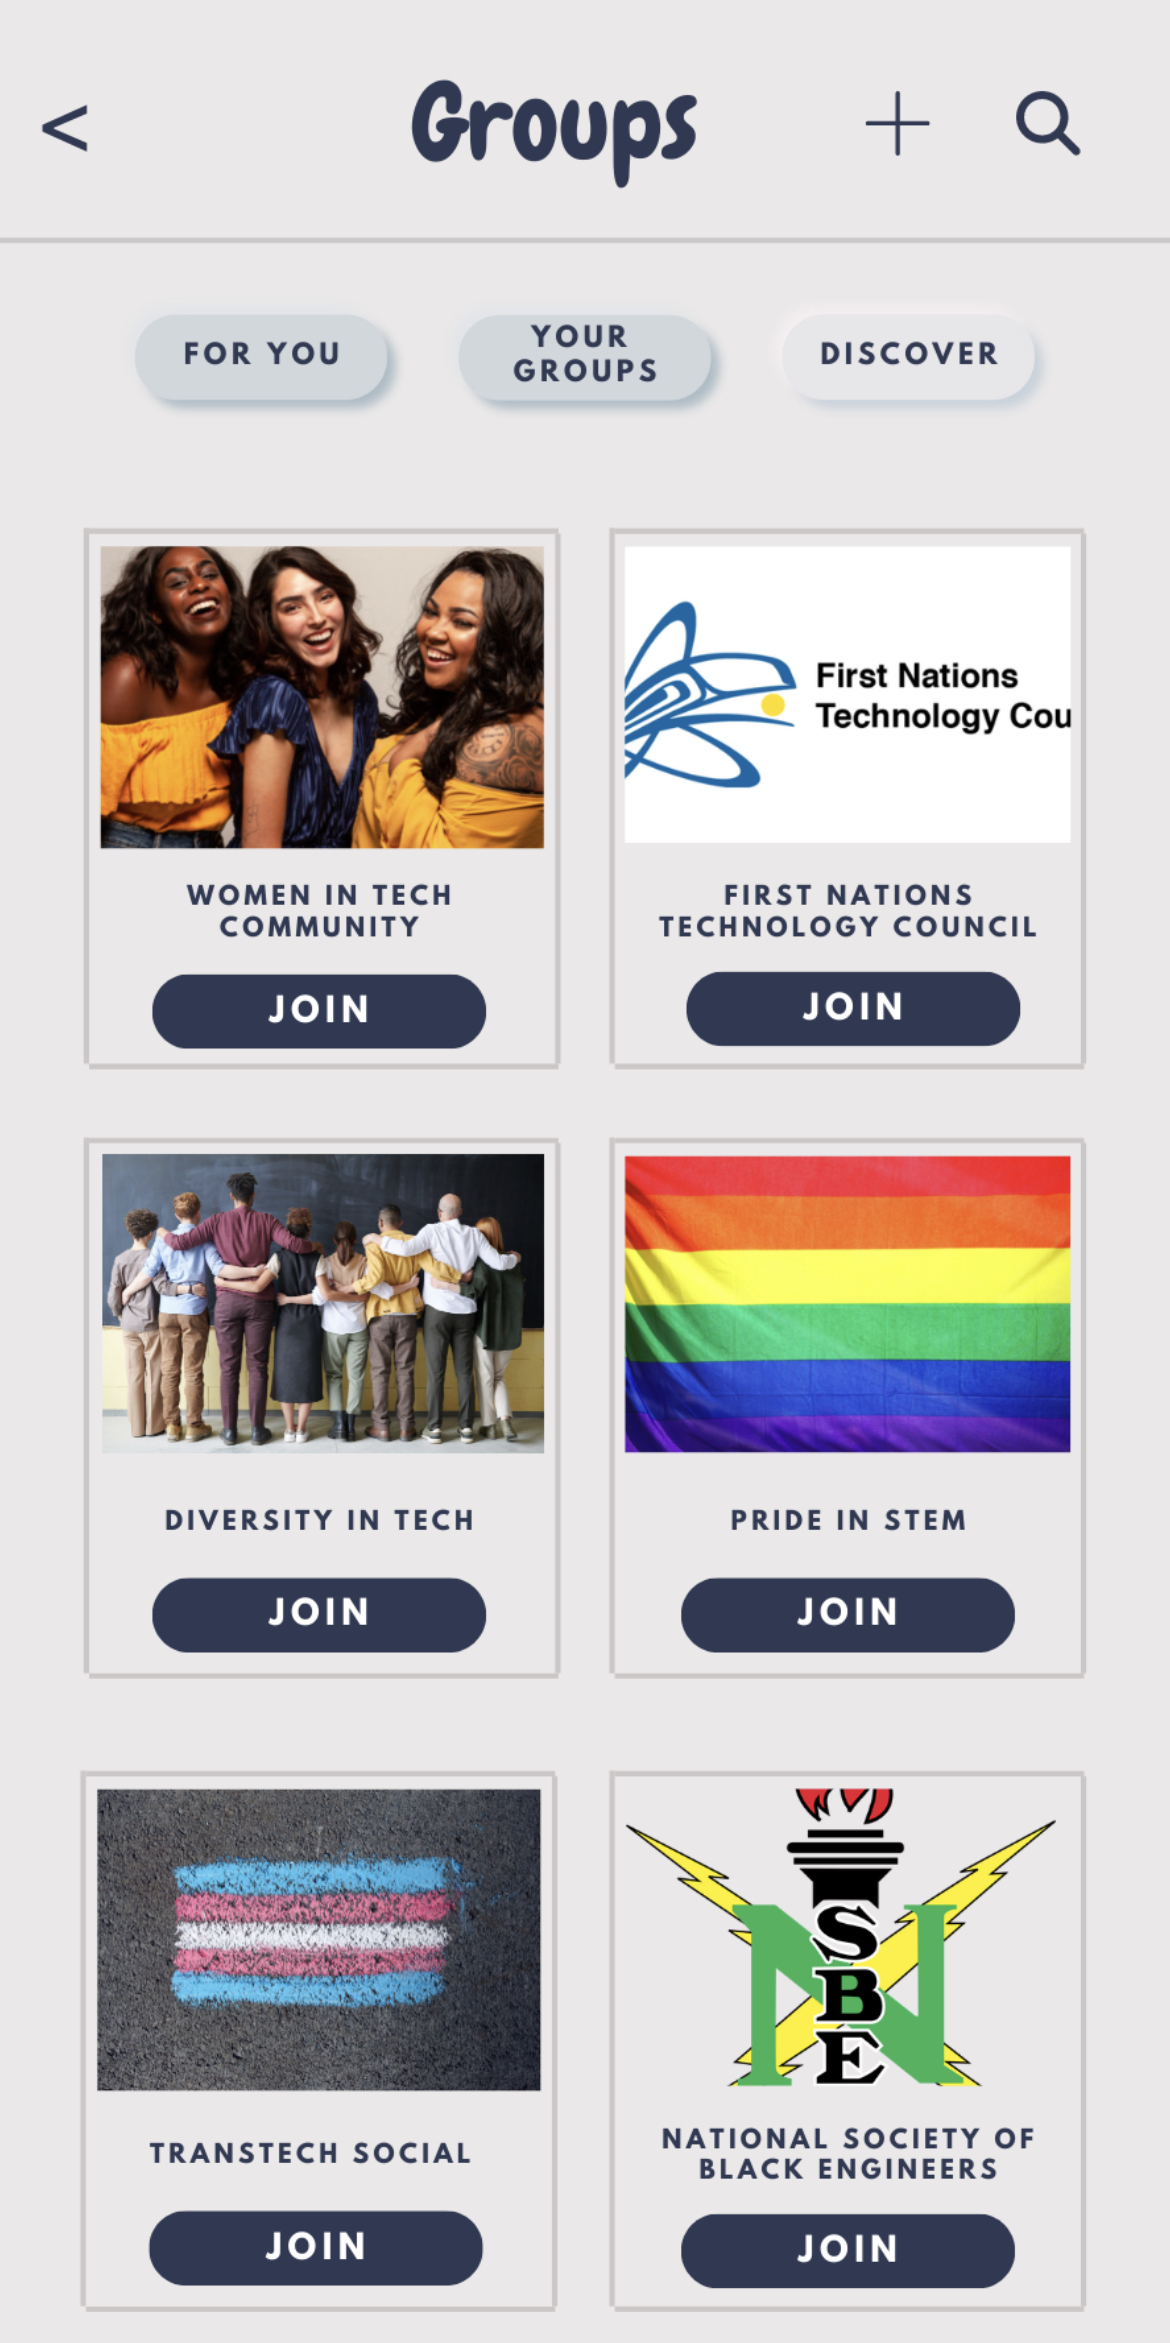 <
Groups
FOR YOU
YOUR
GROUPS
DISCOVER
First Nations
Technology Cou
WOMEN IN TECH
COMMUNITY
FIRST NATIONS
TECHNOLOGY COUNCIL
JOIN
JOIN
DIVERSITY IN TECH
PRIDE IN STEM
JOIN
JOIN
N
S
B
E
TRANSTECH SOCIAL
NATIONAL SOCIETY OF
BLACK ENGINEERS
JOIN
JOIN